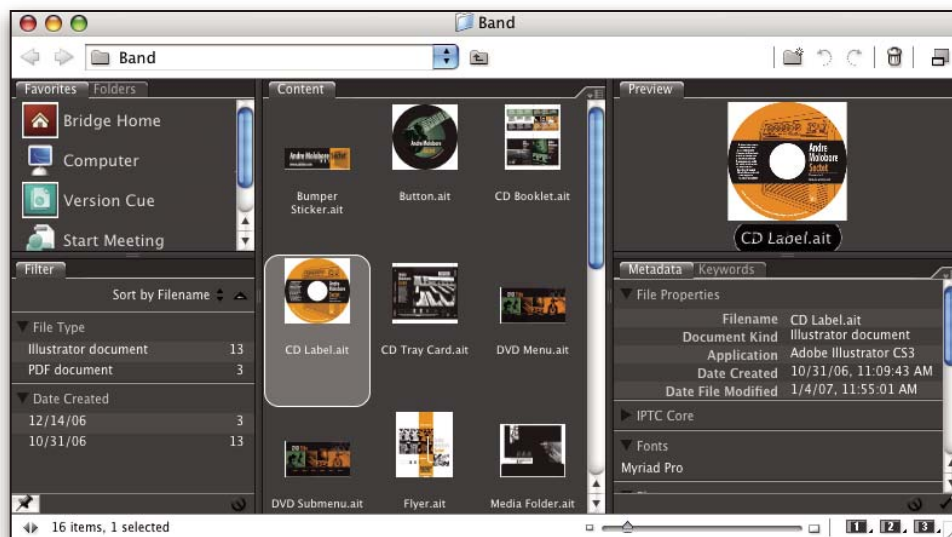 Band
Band
Favorites Folders
Bridge Home
Computer
Version Cue
Start Meeting
Filter
Sort by Filename
File Type
Illustrator document 13
PDF document 3
Date Created
12/14/06 3
10/31/06 13
Content
Bumper
Sticker.ait
Button.ait
CD Booklet.ait
CD Label.ait
CD Tray Card.ait
DVD Menu.ait
DVD Submenu.ait
Flyer.ait
Media Folder.ait
Preview
Andre
Molobare
Sextet
CD Label.ait
Metadata Keywords
File Properties
Filename CD Label.ait
Document Kind Illustrator document
Application Adobe Illustrator CS3
Date Created 10/31/06, 11:09:43 AM
Date File Modified 1/4/07, 11:55:01 AM
IPTC Core
Fonts
Myriad Pro
16 items, 1 selected
1 2 3